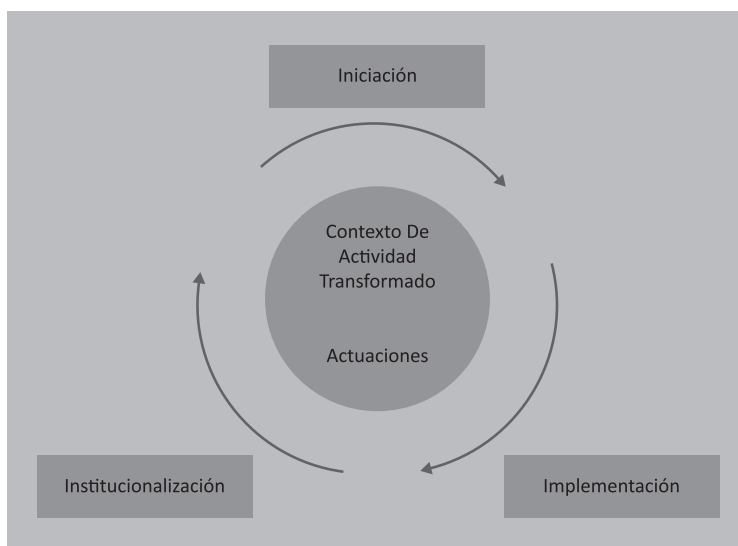 Iniciación
Contexto De
Actividad
Transformado
Actuaciones
Institucionalización
Implementación